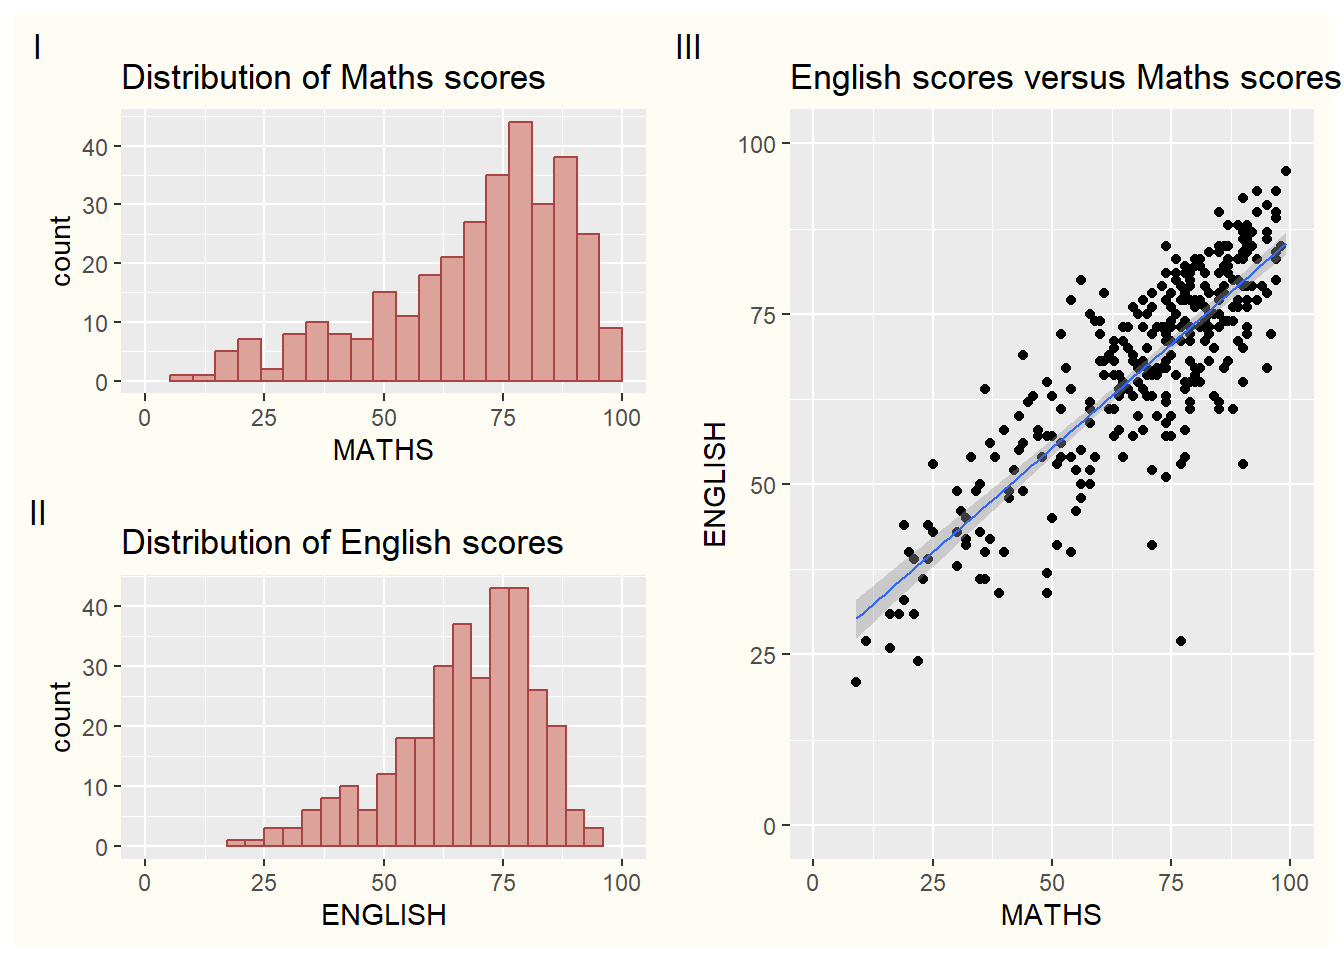 I
Distribution of Maths scores
40
30
20
10
0
count
0 25 50 75 100
MATHS
II
Distribution of English scores
40
30
20
10
0
count
0 25 50 75 100
ENGLISH
III
English scores versus Maths scores
100
75
50
25
0
ENGLISH
0 25 50 75 100
MATHS